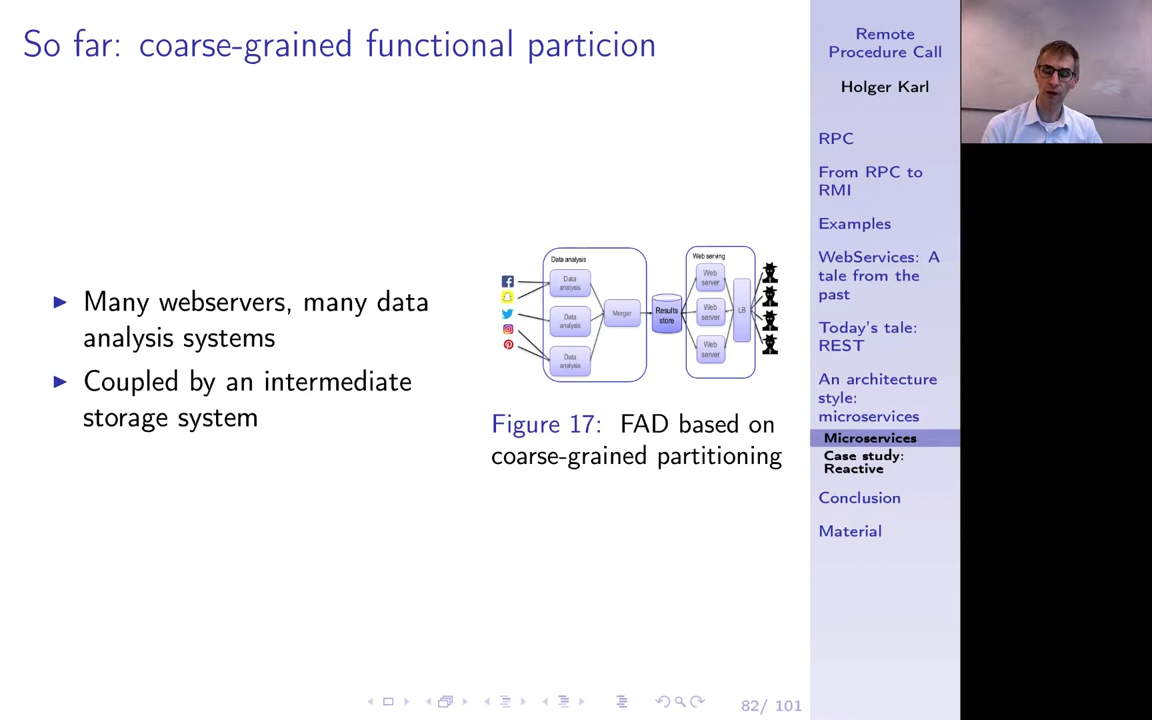 So far: coarse-grained functional particion
Many webservers, many data
analysis systems
Coupled by an intermediate
storage system
Data analysis
Data
analysis
Data
analysis
Data
analysis
Merger
Results
store
Web serving
Web
server
Web
server
Web
server
LB
Figure 17: FAD based on
coarse-grained partitioning
82/ 101
Remote
Procedure Call
Holger Karl
RPC
From RPC to
RMI
Examples
WebServices: A
tale from the
past
Today's tale:
REST
An architecture
style:
microservices
Microservices
Case study:
Reactive
Conclusion
Material